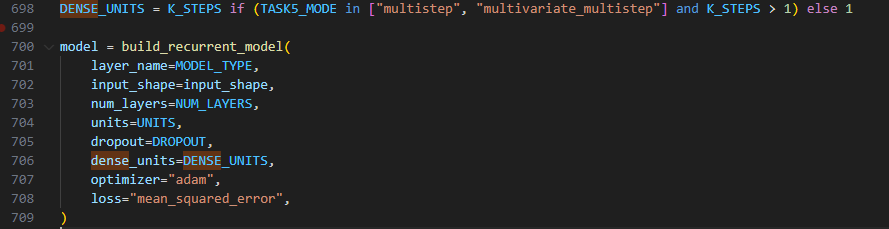 698 DENSE_UNITS = K_STEPS if (TASK5_MODE in ["multistep", "multivariate_multistep"] and K_STEPS > 1) else 1
699
700 model = build_recurrent_model(
701     layer_name=MODEL_TYPE,
702     input_shape=input_shape,
703     num_layers=NUM_LAYERS,
704     units=UNITS,
705     dropout=DROPOUT,
706     dense_units=DENSE_UNITS,
707     optimizer="adam",
708     loss="mean_squared_error",
709 )